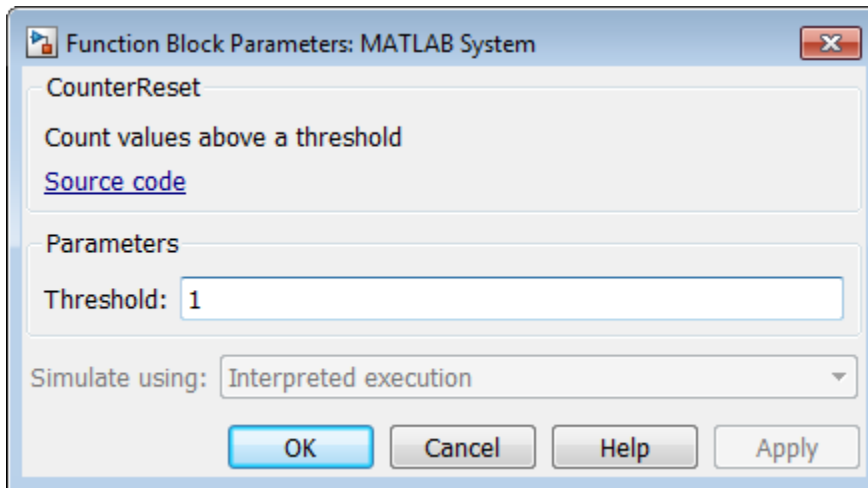 Function Block Parameters: MATLAB System
CounterReset
Count values above a threshold
Source code
Parameters
Threshold: 1
Simulate using: Interpreted execution
OK Cancel Help Apply